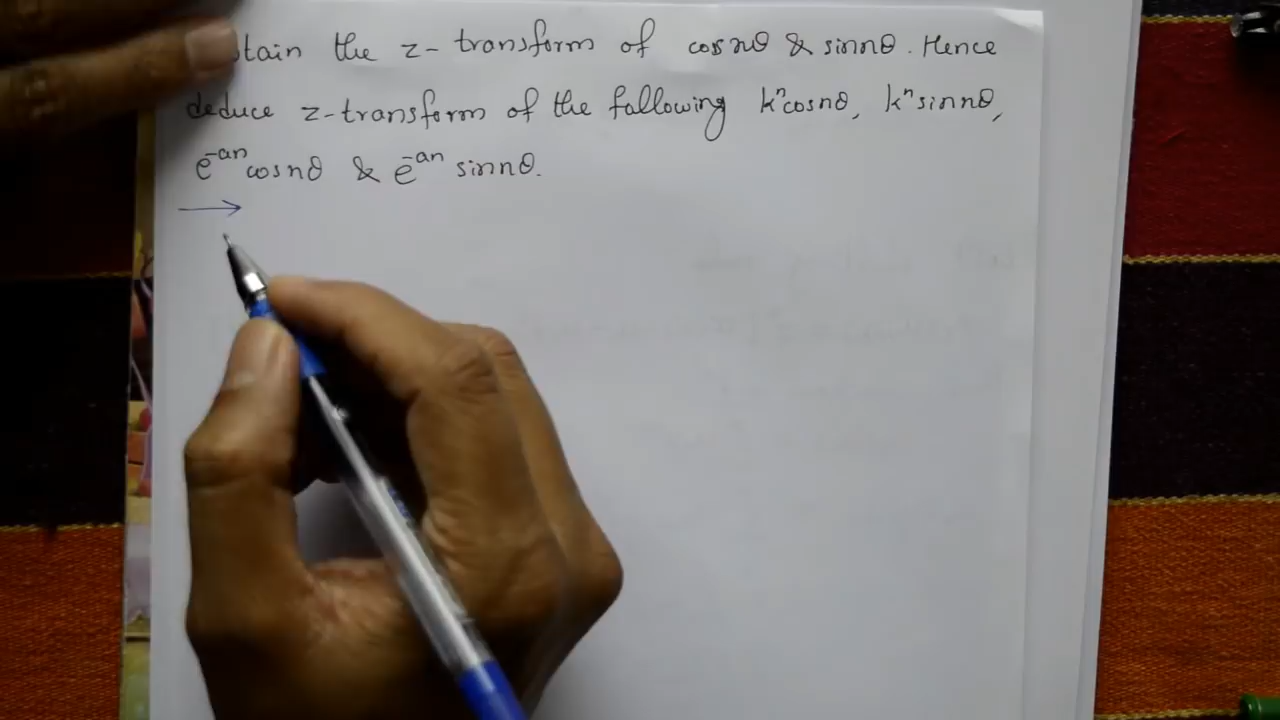 tain the z-transform of cosnθ & sinnθ. Hence
deduce z-transform of the following kⁿcosnθ, kⁿsinnθ,
e⁻ᵃⁿcosnθ & e⁻ᵃⁿ sinnθ.